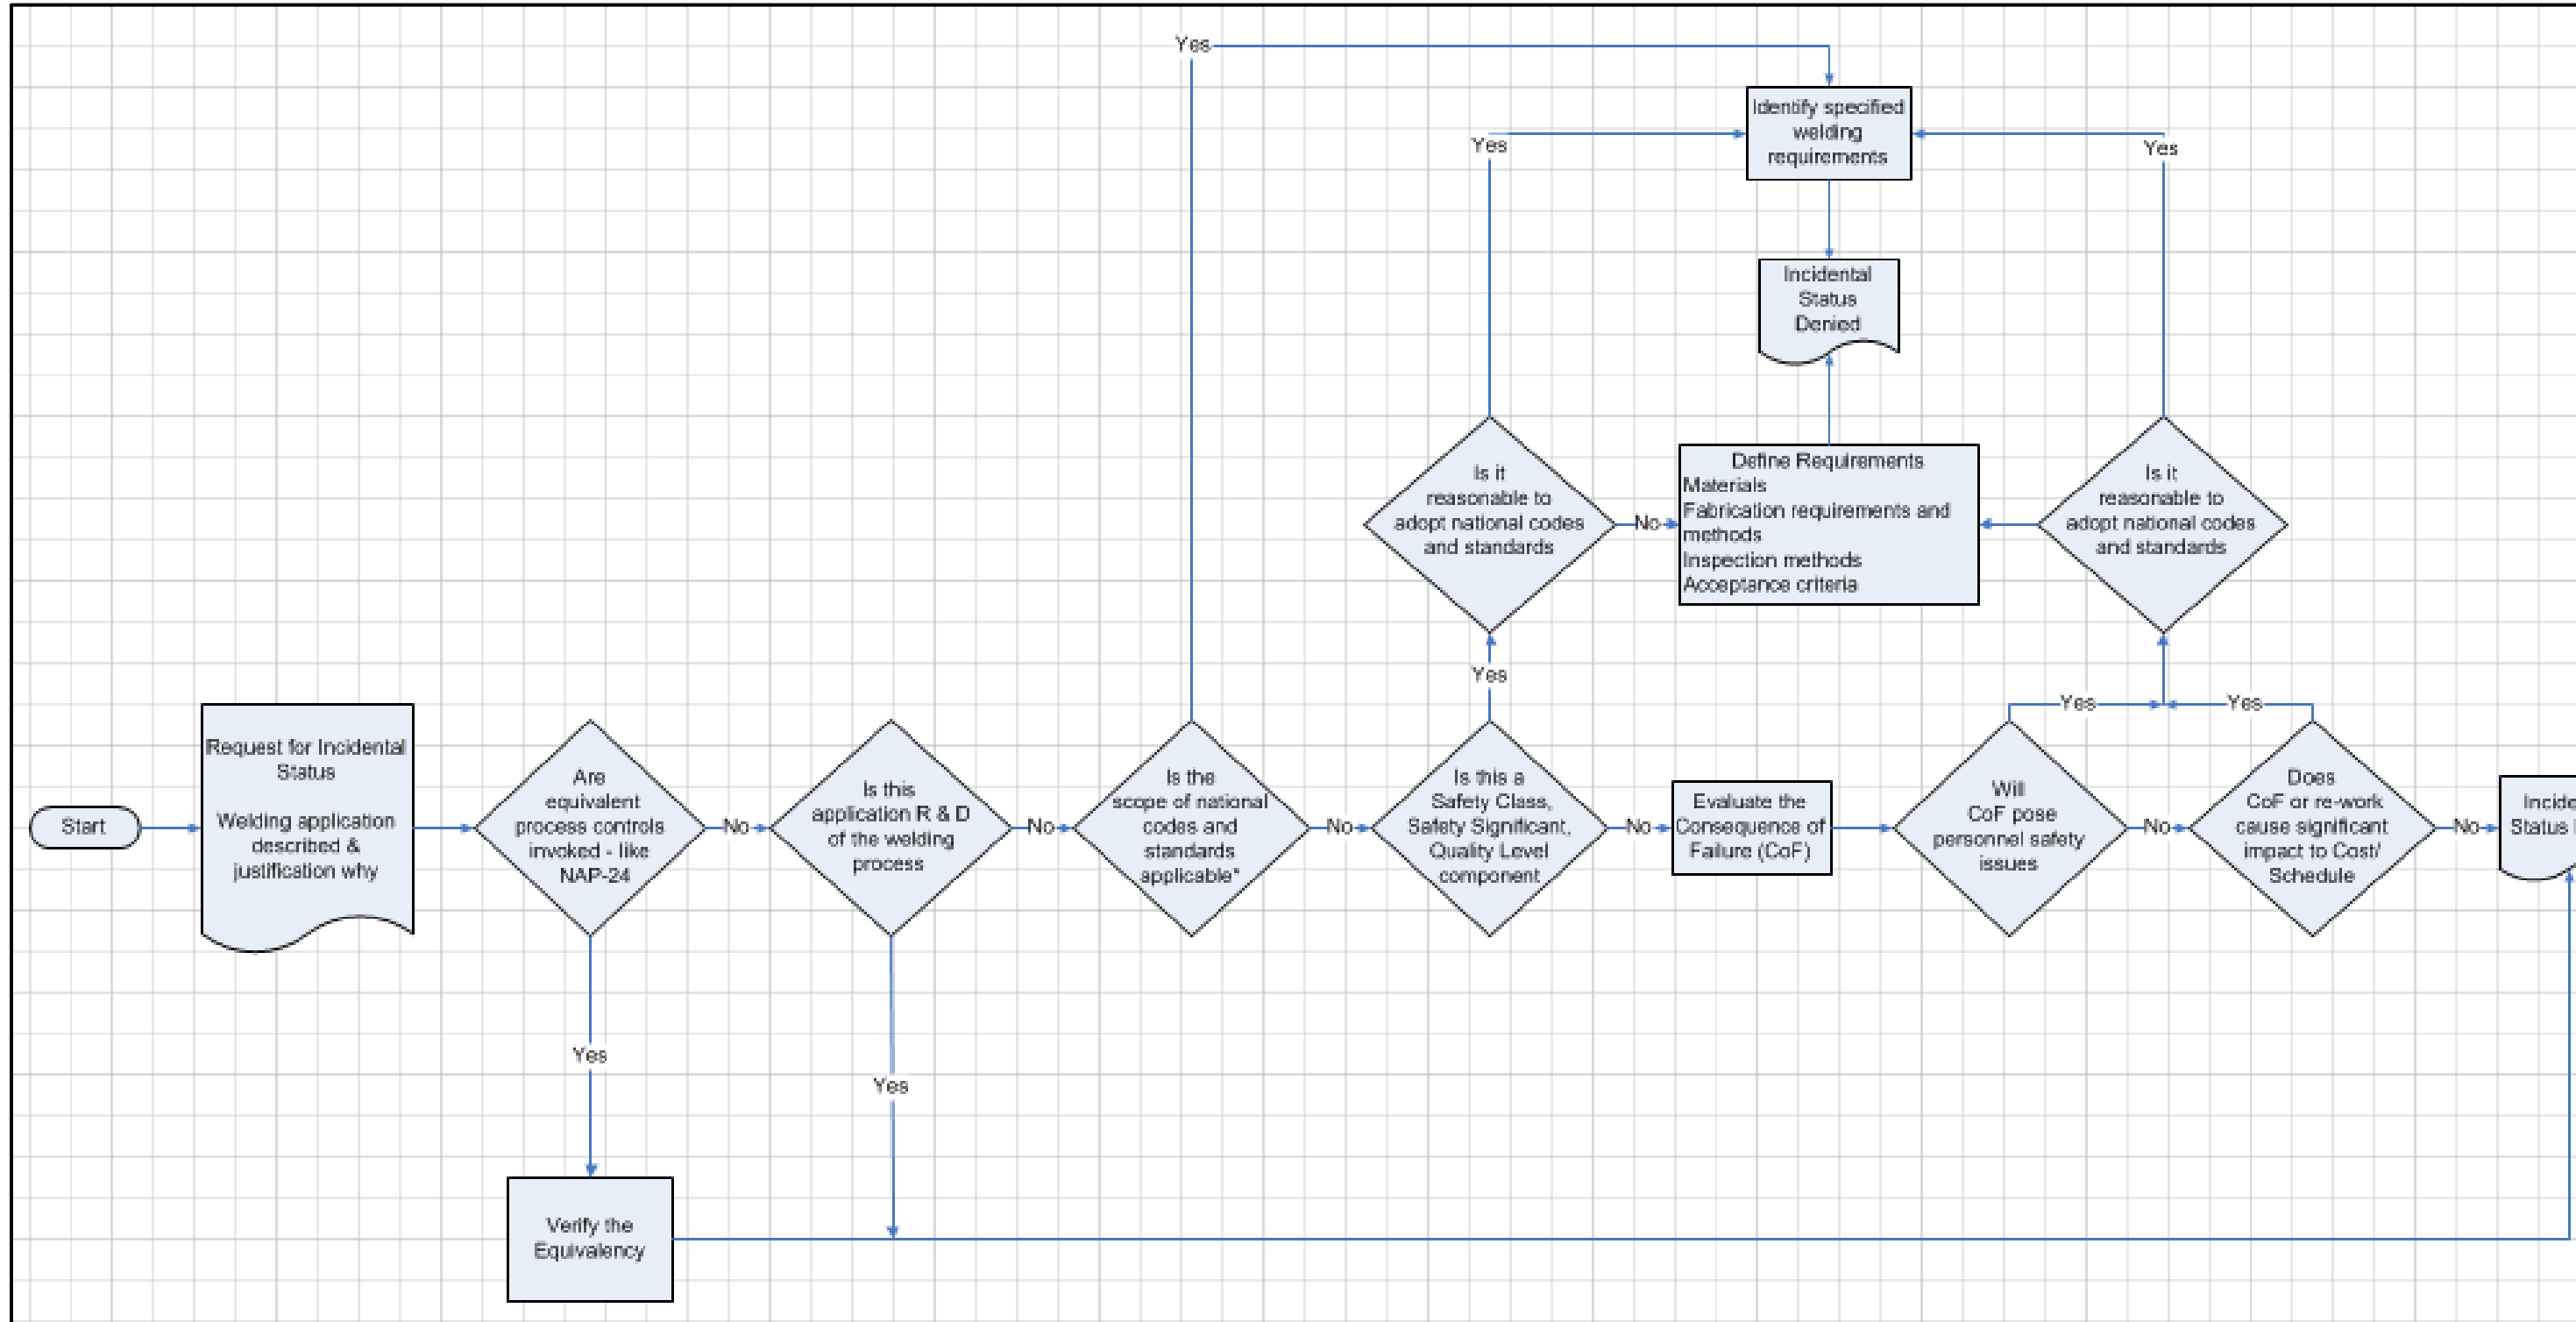 Yes
Identify specified
welding
requirements
Yes
Yes
Incidental
Status
Denied
Is it
reasonable to
adopt national codes
and standards
No
Define Requirements
Materials
Fabrication requirements and
methods
Inspection methods
Acceptance criteria
Is it
reasonable to
adopt national codes
and standards
Yes
Yes
Yes
Start
Request for Incidental
Status
Welding application
described &
justification why
Are
equivalent
process controls
invoked - like
NAP-24
No
Is this
application R & D
of the welding
process
No
Is the
scope of national
codes and
standards
applicable*
No
Is this a
Safety Class,
Safety Significant,
Quality Level
component
No
Evaluate the
Consequence of
Failure (CoF)
Will
CoF pose
personnel safety
issues
No
Does
CoF or re-work
cause significant
impact to Cost/
Schedule
No
Status
Yes
Yes
Verify the
Equivalency